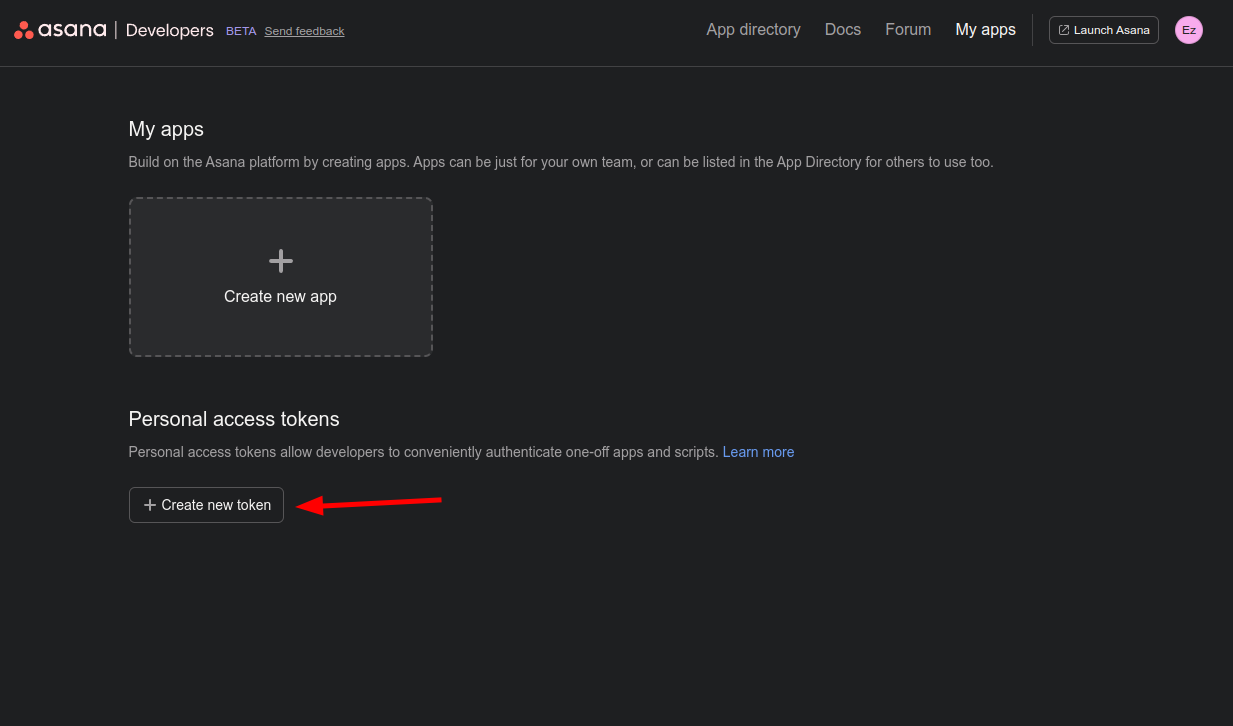 asana | Developers BETA Send feedback App directory Docs Forum My apps Launch Asana Ez
My apps
Build on the Asana platform by creating apps. Apps can be just for your own team, or can be listed in the App Directory for others to use too.
Create new app
Personal access tokens
Personal access tokens allow developers to conveniently authenticate one-off apps and scripts. Learn more
+ Create new token